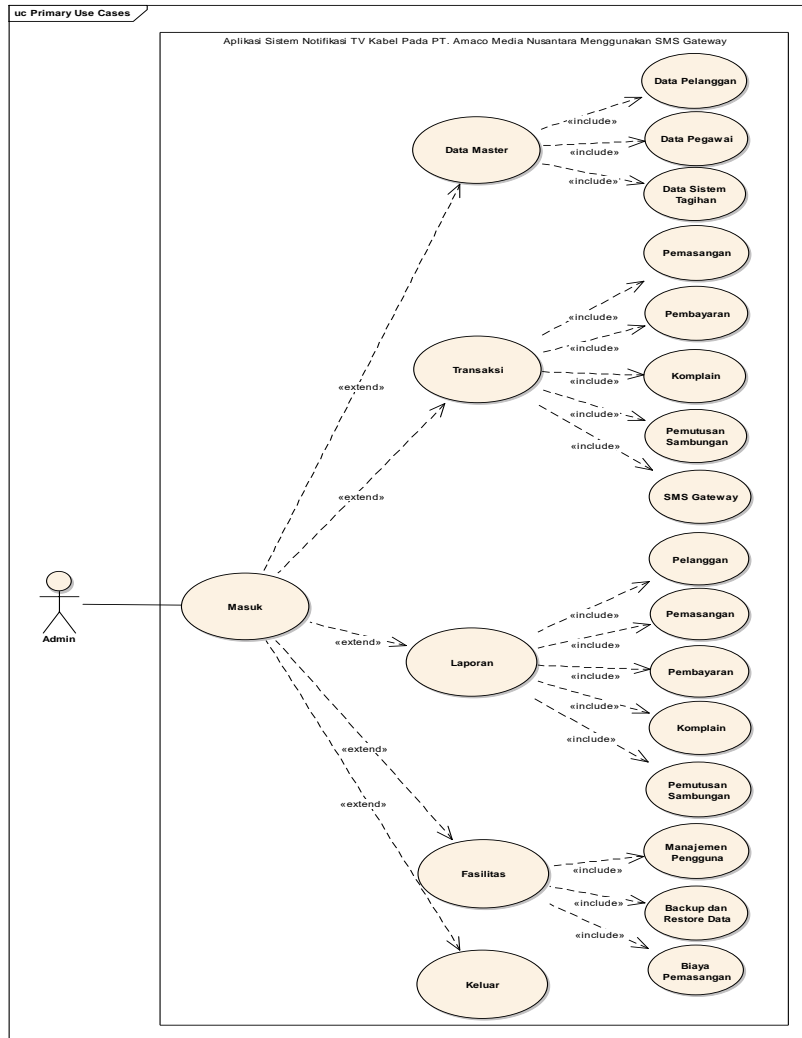 uc Primary Use Cases
Aplikasi Sistem Notifikasi TV Kabel Pada PT. Amaco Media Nusantara Menggunakan SMS Gateway
Data Pelanggan
«include»
Data Master
«include»
Data Pegawai
«include»
Data Sistem
Tagihan
Pemasangan
«include»
Pembayaran
«include»
Transaksi
«include»
Komplain
«extend»
«include»
Pemutusan
Sambungan
«include»
SMS Gateway
«extend»
Pelanggan
Masuk
«include»
Pemasangan
Admin
«include»
«extend»
Laporan
«include»
Pembayaran
«include»
Komplain
«include»
«extend»
Pemutusan
Sambungan
«extend»
Manajemen
Pengguna
«include»
Fasilitas
«include»
Backup dan
Restore Data
«include»
Biaya
Pemasangan
Keluar